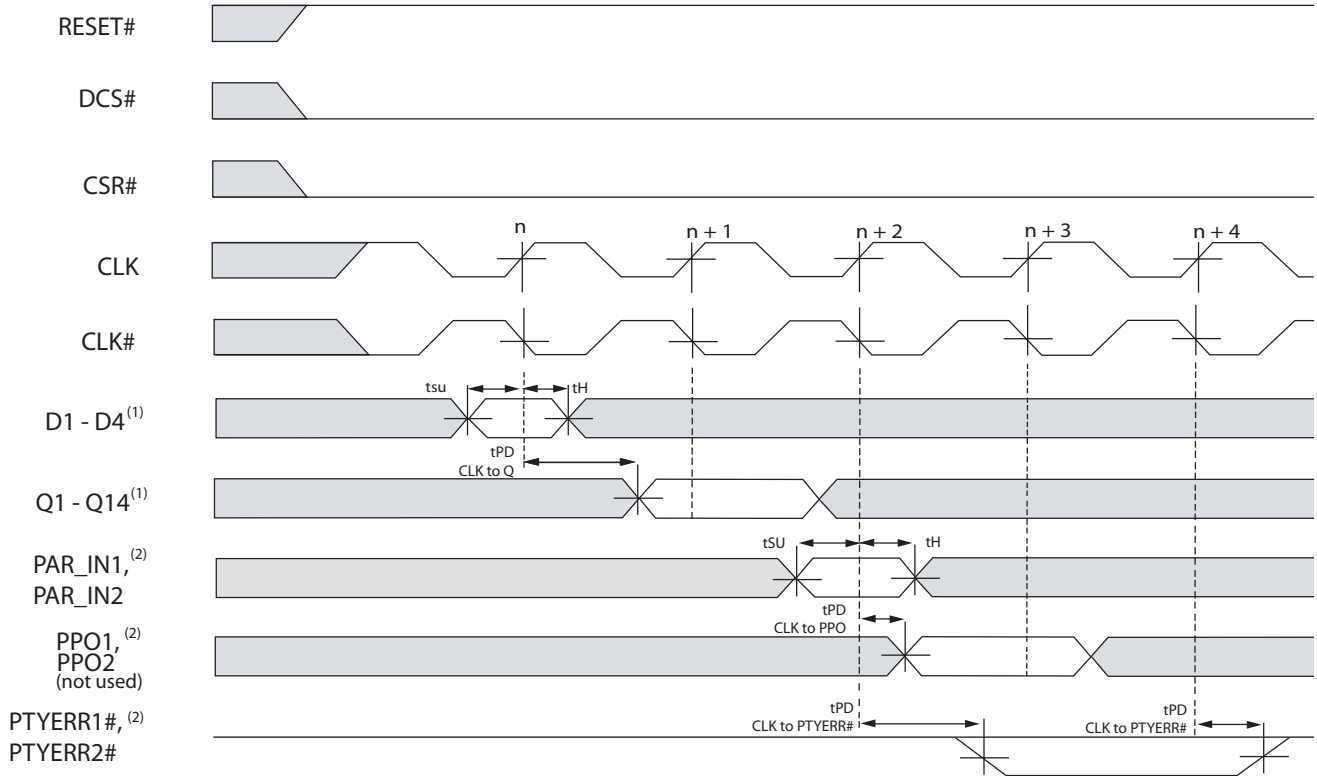 RESET#
DCS#
CSR#
n
n + 1
n + 2
n + 3
n + 4
CLK
CLK#
tsu
tH
D1 - D4(1)
tPD
CLK to Q
Q1 - Q14(1)
tSU
tH
PAR_IN1, (2)
PAR_IN2
tPD
CLK to PPO
PPO1, (2)
PPO2
(not used)
tPD
CLK to PTYERR#
tPD
CLK to PTYERR#
PTYERR1#, (2)
PTYERR2#